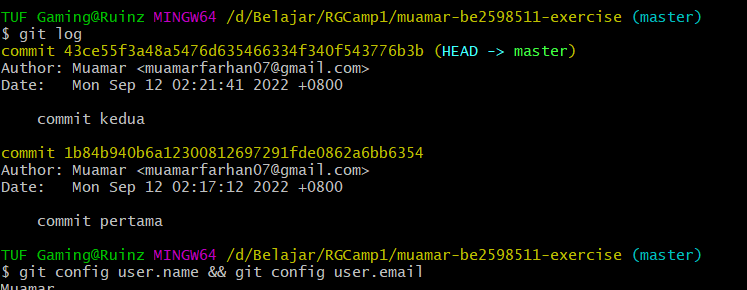 TUF Gaming@Ruinz MINGW64 /d/Belajar/RGCamp1/muamar-be2598511-exercise (master)
$ git log
commit 43ce55f3a48a5476d635466334f340f543776b3b (HEAD -> master)
Author: Muamar <muamarfarhan07@gmail.com>
Date:   Mon Sep 12 02:21:41 2022 +0800
commit kedua
commit 1b84b940b6a12300812697291fde0862a6bb6354
Author: Muamar <muamarfarhan07@gmail.com>
Date:   Mon Sep 12 02:17:12 2022 +0800
commit pertama
TUF Gaming@Ruinz MINGW64 /d/Belajar/RGCamp1/muamar-be2598511-exercise (master)
$ git config user.name && git config user.email
Muamar